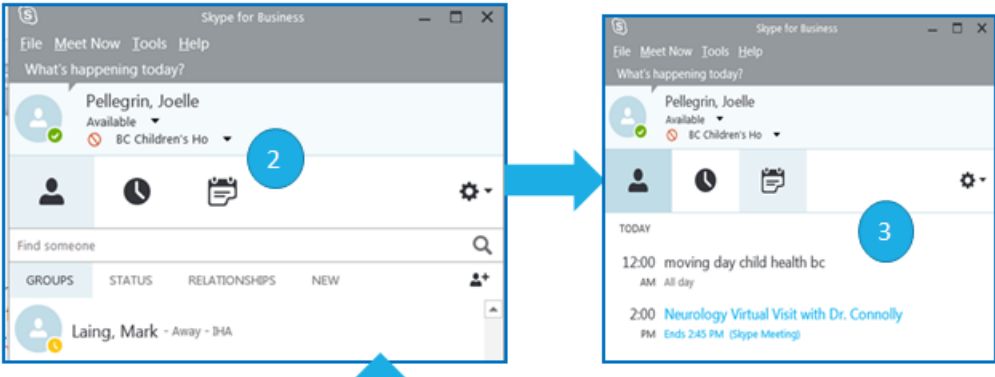 Skype for Business
File Meet Now Tools Help
What's happening today?
Pellegrin, Joelle
Available
BC Children's Ho
2
Find someone
GROUPS STATUS RELATIONSHIPS NEW
Laing, Mark - Away - IHA
Skype for Business
File Meet Now Tools Help
What's happening today?
Pellegrin, Joelle
Available
BC Children's Ho
3
TODAY
12:00 moving day child health bc
AM All day
2:00 Neurology Virtual Visit with Dr. Connolly
PM Ends 2:45 PM (Skype Meeting)